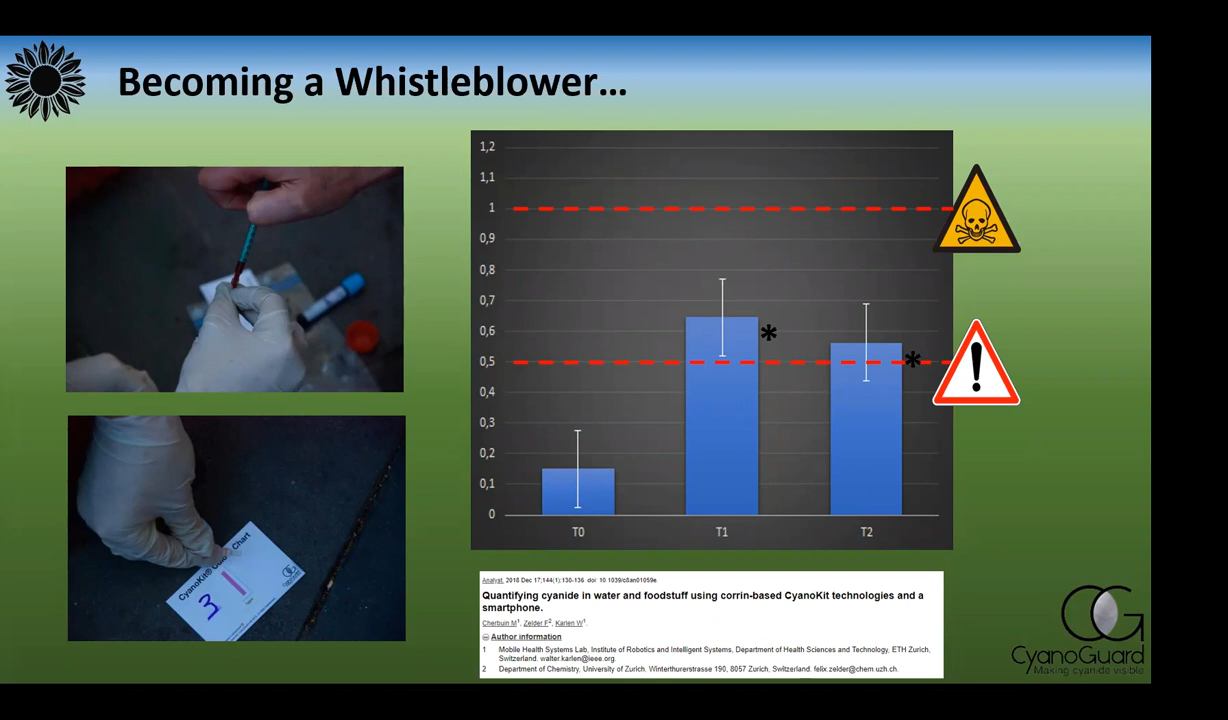 Becoming a Whistleblower…
1,2
1,1
1
0,9
0,8
0,7
0,6
*
0,5
*
0,4
0,3
0,2
0,1
0
T0
T1
T2
CyanoKit®
Chart
3
Analyst. 2018 Dec 17;144(1):130-136. doi: 10.1039/c8an01059e.
Quantifying cyanide in water and foodstuff using corrin-based CyanoKit technologies and a
smartphone.
Cherbuin M1, Zelder F2, Karlen W1.
Author information
1 Mobile Health Systems Lab, Institute of Robotics and Intelligent Systems, Department of Health Sciences and Technology, ETH Zurich,
Switzerland. walter.karlen@ieee.org.
2 Department of Chemistry, University of Zurich, Winterthurerstrasse 190, 8057 Zurich, Switzerland. felix.zelder@chem.uzh.ch.
CG
CyanoGuard
Making cyanide visible